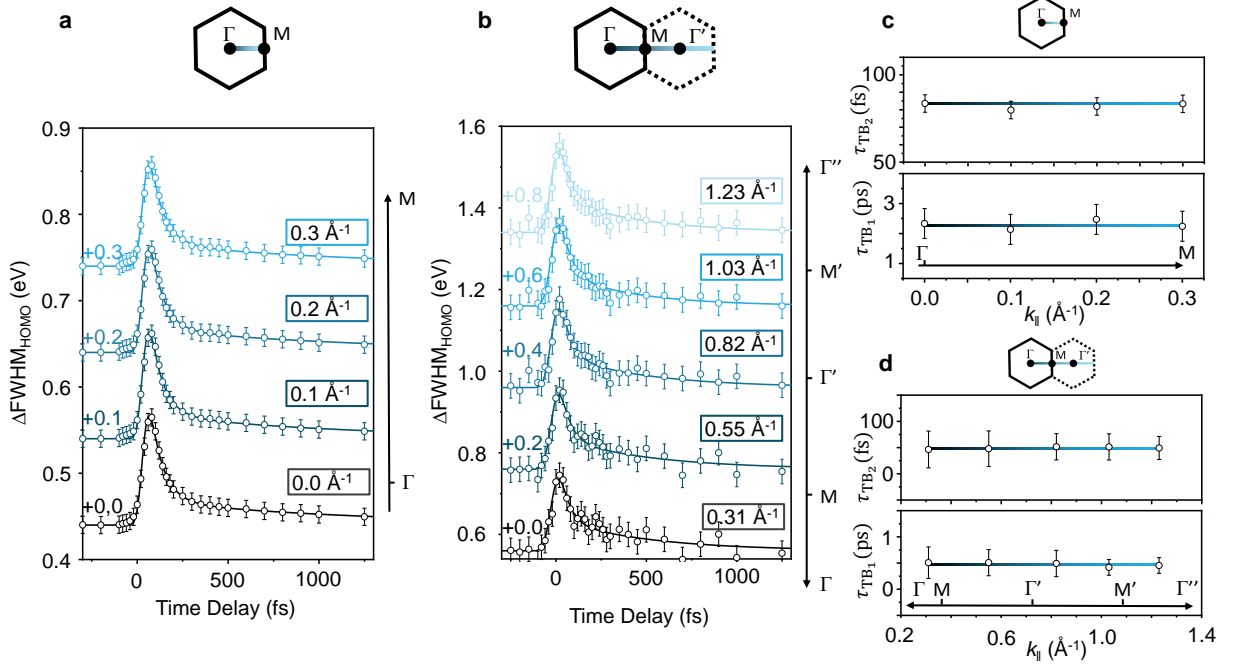 a
Γ
M
0.9
0.8
0.7
0.6
0.5
0.4
ΔFWHM_HOMO (eV)
+0.3
0.3 Å⁻¹
+0.2
0.2 Å⁻¹
+0.1
0.1 Å⁻¹
+0.0
0.0 Å⁻¹
M
Γ
0
500
1000
Time Delay (fs)
b
Γ
M
Γ′
1.6
1.4
1.2
1.0
0.8
0.6
ΔFWHM_HOMO (eV)
+0.8
1.23 Å⁻¹
+0.6
1.03 Å⁻¹
+0.4
0.82 Å⁻¹
+0.2
0.55 Å⁻¹
+0.0
0.31 Å⁻¹
Γ′′
M′
Γ′
M
Γ
0
500
1000
Time Delay (fs)
c
Γ
M
100
50
τ_TB₂ (fs)
3
1
τ_TB₁ (ps)
Γ
M
0.0
0.1
0.2
0.3
k∥ (Å⁻¹)
d
Γ
M
Γ′
100
0
τ_TB₂ (fs)
1
0
τ_TB₁ (ps)
Γ
M
Γ′
M′
Γ′′
0.2
0.6
1.0
1.4
k∥ (Å⁻¹)